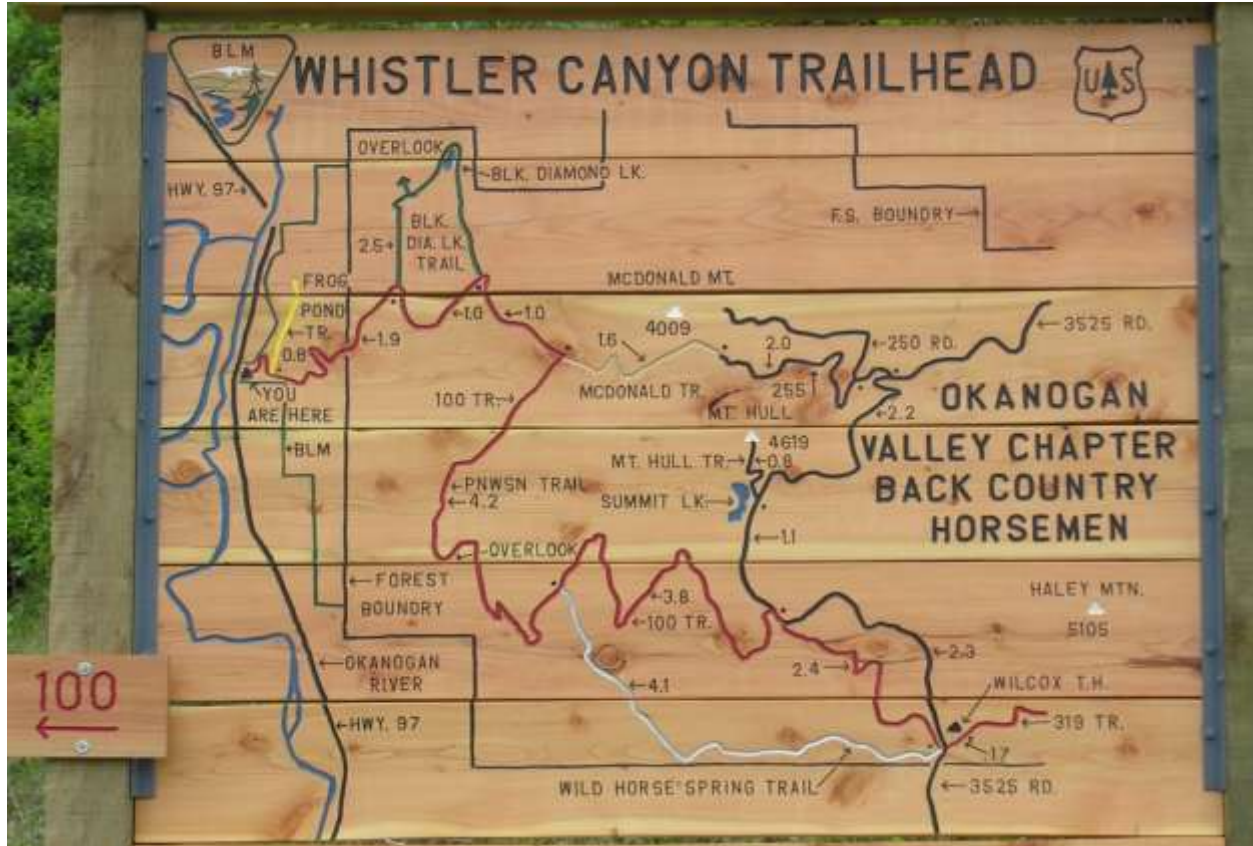 BLM
WHISTLER CANYON TRAILHEAD
U S
OVERLOOK
BLK. DIAMOND LK.
HWY. 97
F.S. BOUNDRY
BLK.
DIA. LK.
TRAIL
2.5
FROG
POND
TR.
0.8
MCDONALD MT.
4009
1.9
1.0
1.0
1.6
2.0
250 RD.
3525 RD.
MCDONALD TR.
255
MT. HULL
2.2
YOU
ARE HERE
100 TR.
OKANOGAN
VALLEY CHAPTER
BACK COUNTRY
HORSEMEN
BLM
4619
MT. HULL TR.
0.8
PNWSN TRAIL
4.2
SUMMIT LK.
1.1
OVERLOOK
FOREST
BOUNDRY
3.8
100 TR.
HALEY MTN.
5105
OKANOGAN
RIVER
4.1
2.4
2.3
WILCOX T.H.
100
HWY. 97
319 TR.
1.7
WILD HORSE SPRING TRAIL
3525 RD.